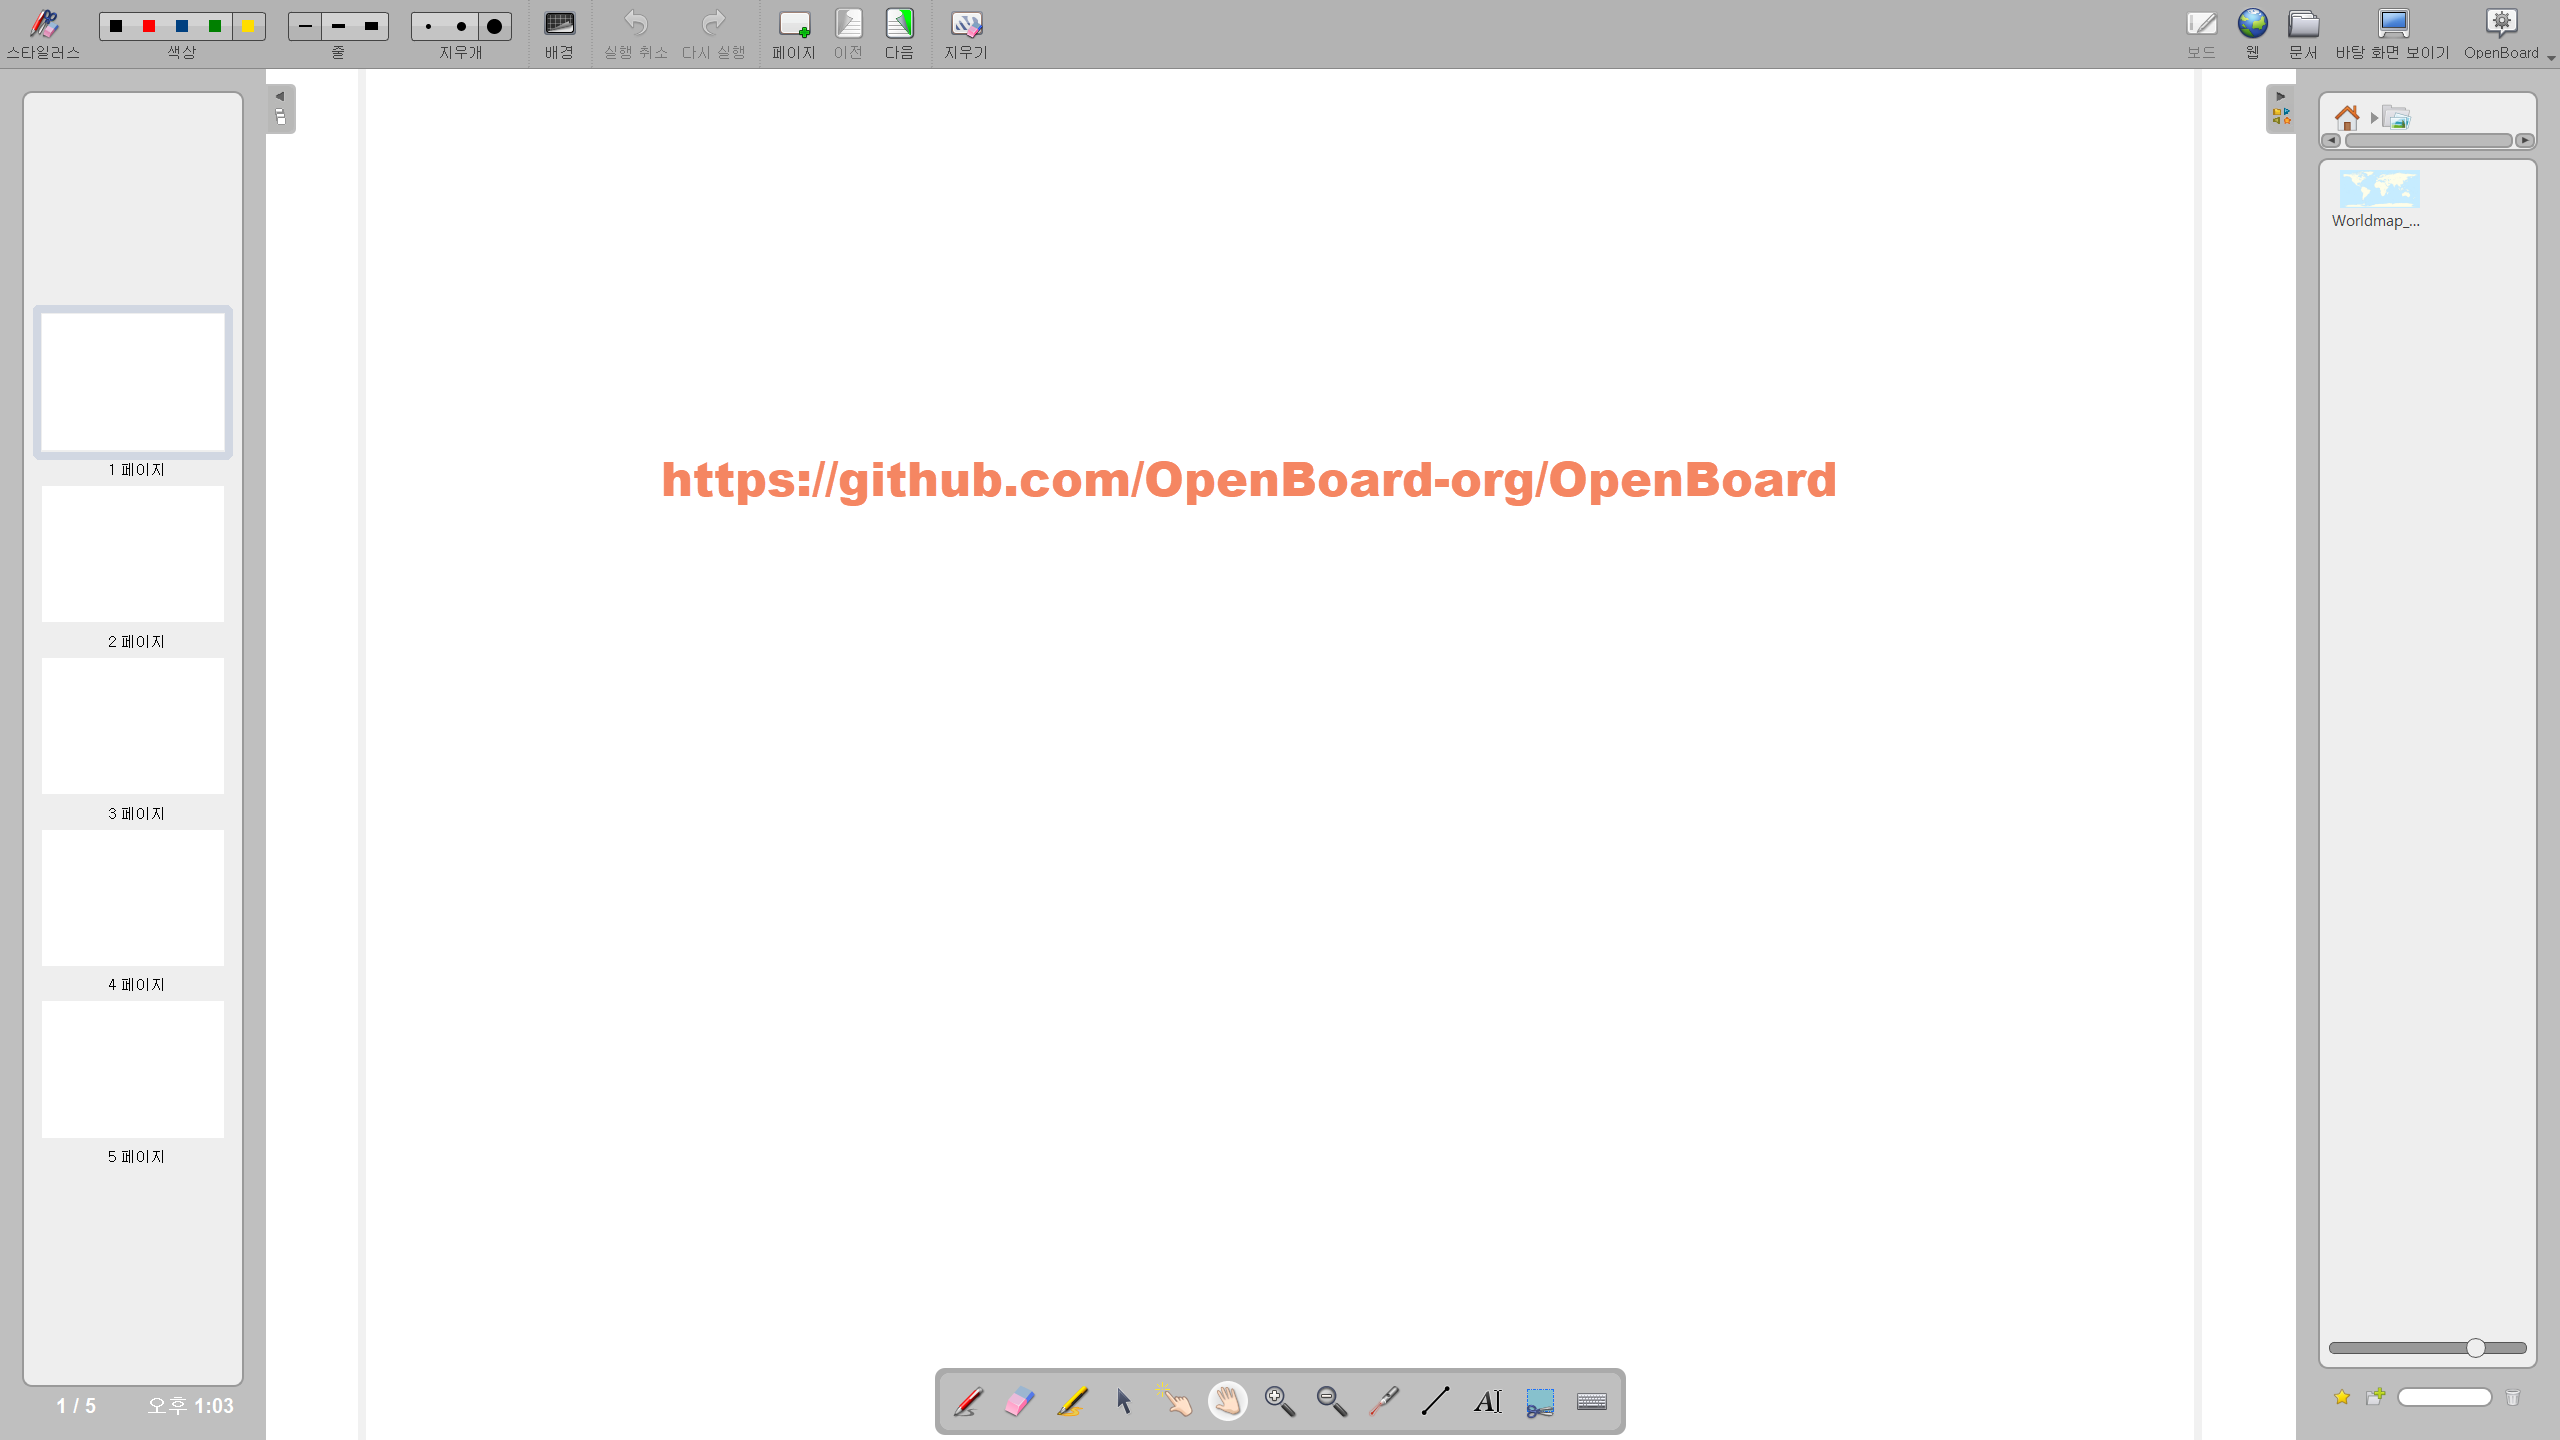 스타일러스
색상
줄
지우개
배경
실행 취소
다시 실행
페이지
이전
다음
지우기
보드
웹
문서
바탕 화면 보이기
OpenBoard
Worldmap_...
https://github.com/OpenBoard-org/OpenBoard
1 페이지
2 페이지
3 페이지
4 페이지
5 페이지
1 / 5
오후 1:03